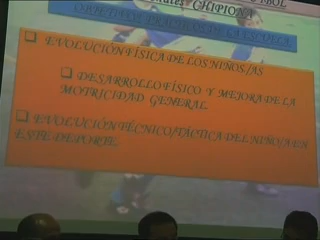 CHIPIONA
EVOLUCIÓN FÍSICA DE LOS NIÑOS/AS
DESARROLLO FÍSICO Y MEJORA DE LA
MOTRICIDAD GENERAL.
EVOLUCIÓN TÉCNICO/TÁCTICA DEL NIÑO/A EN
ESTE DEPORTE.